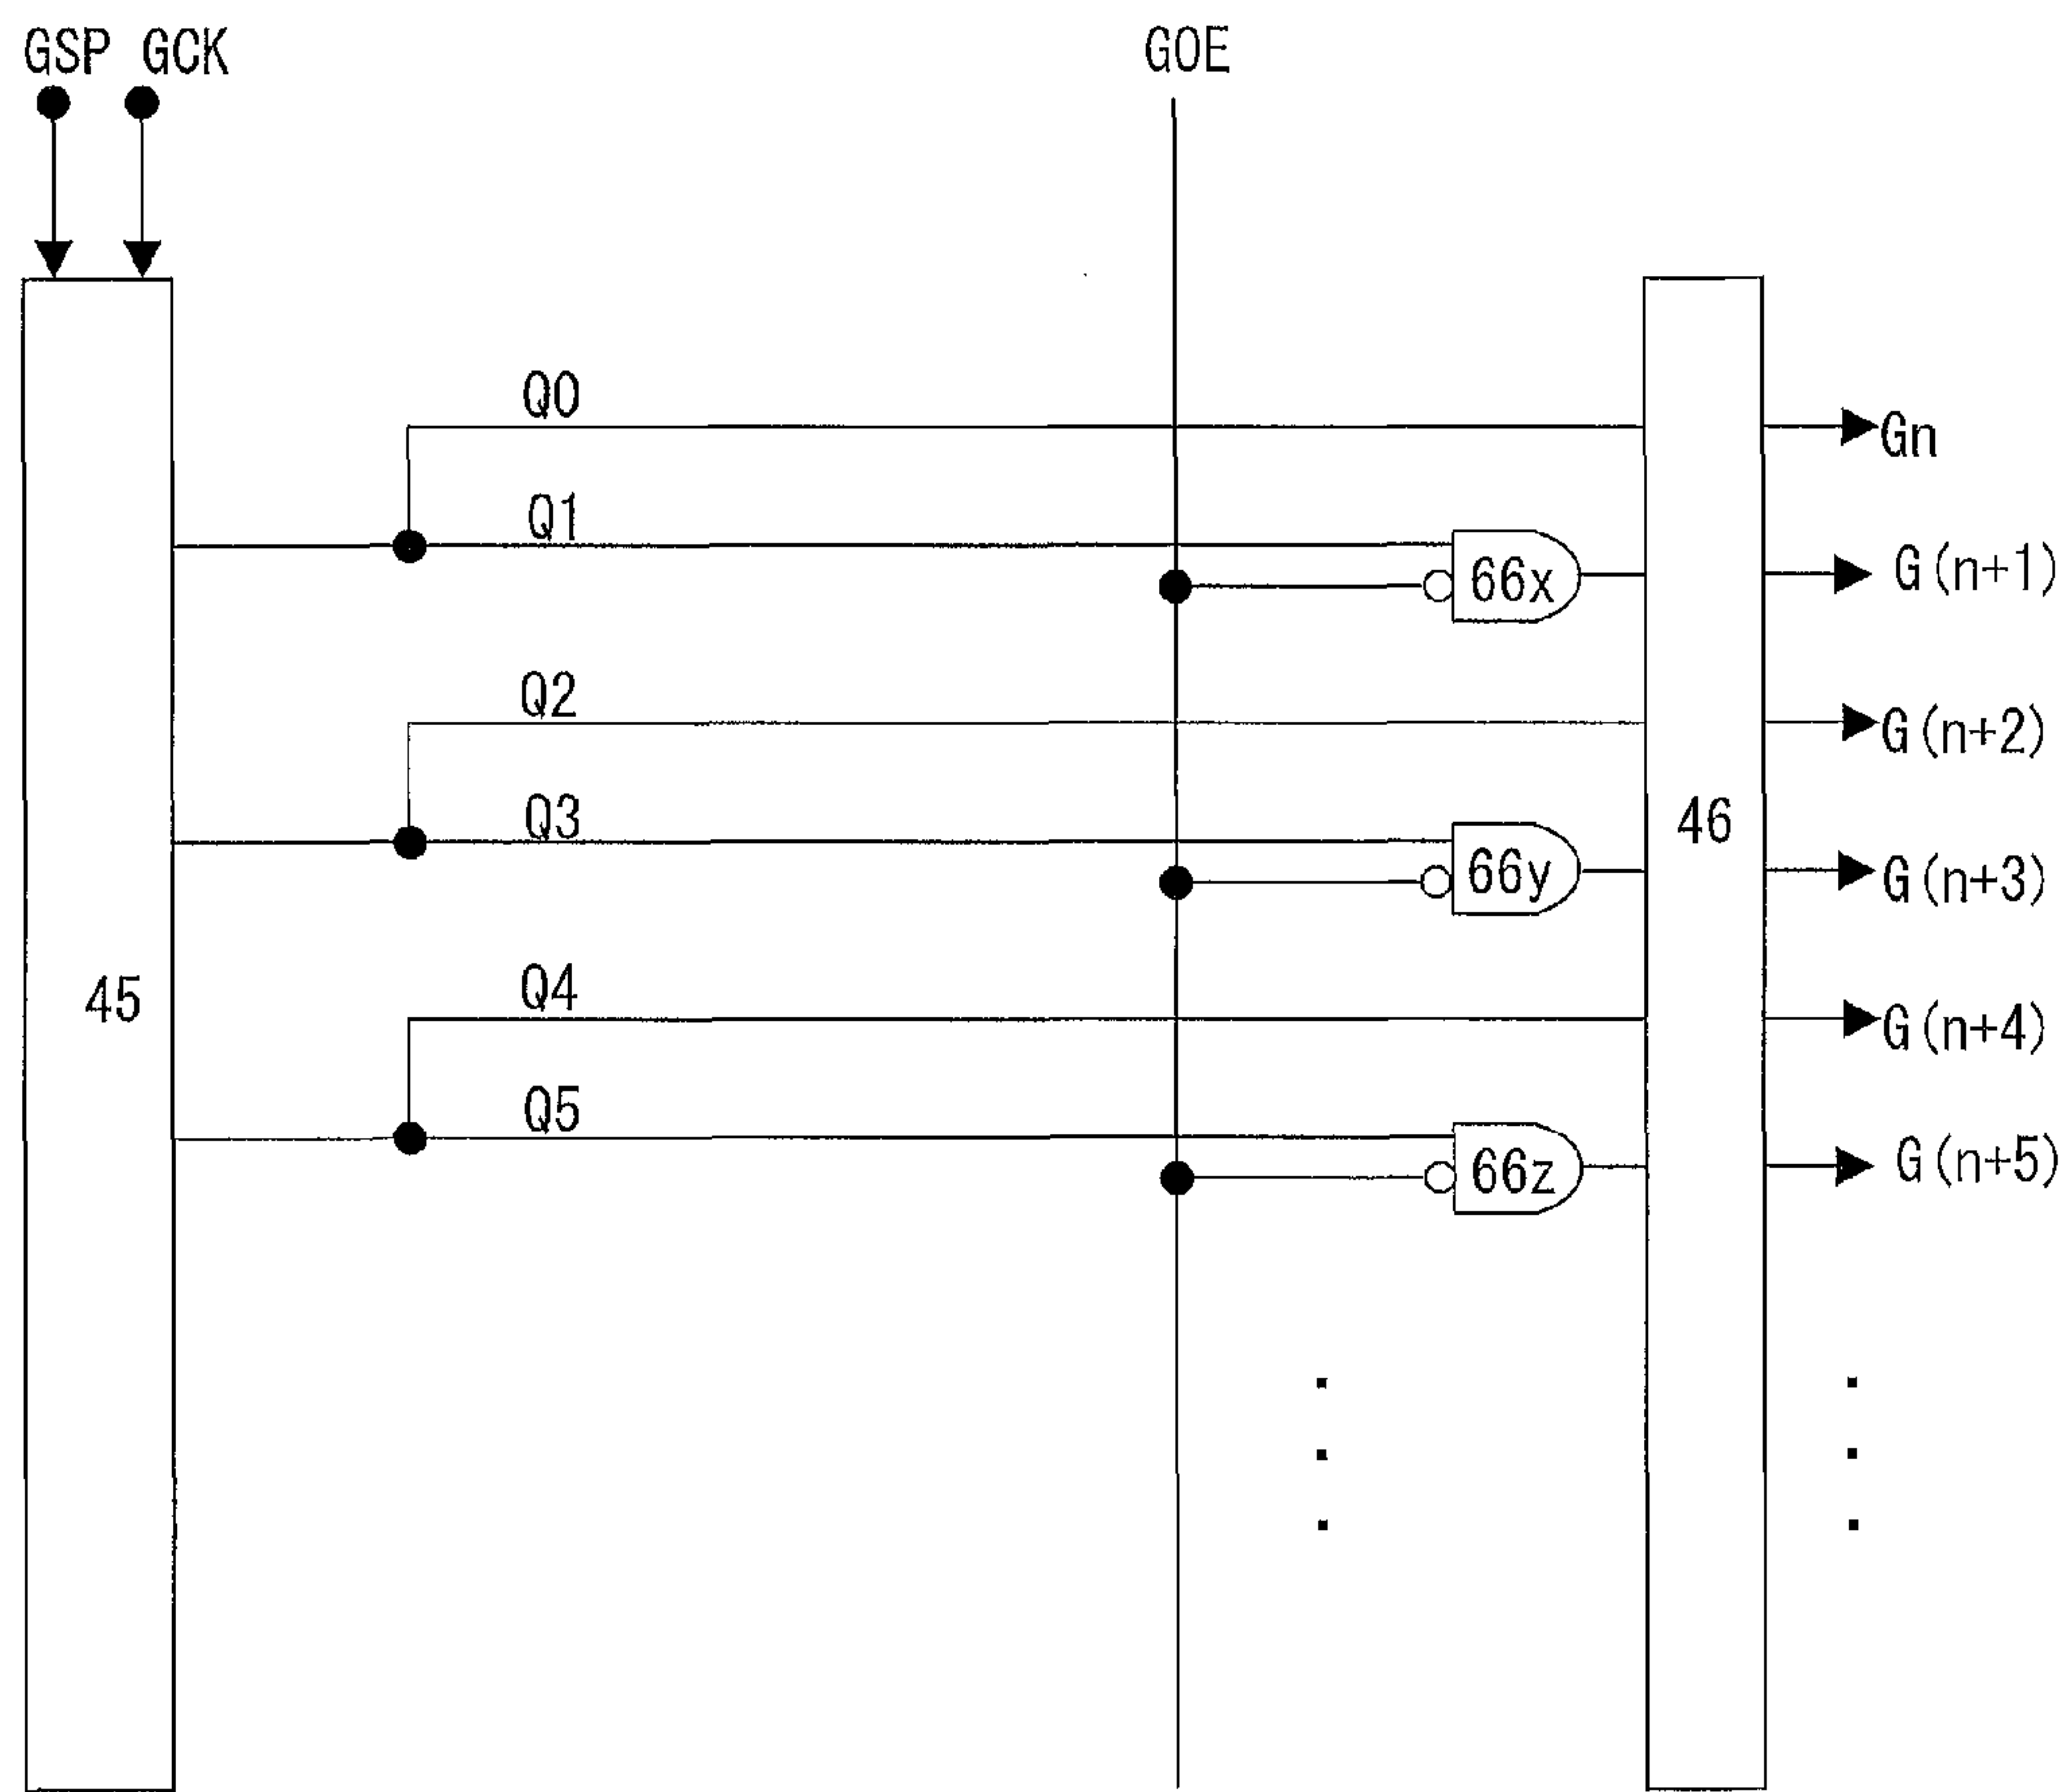 GSP GCK
GOE
Q0
Gn
Q1
66x
G(n+1)
Q2
G(n+2)
Q3
66y
46
G(n+3)
45
Q4
G(n+4)
Q5
66z
G(n+5)